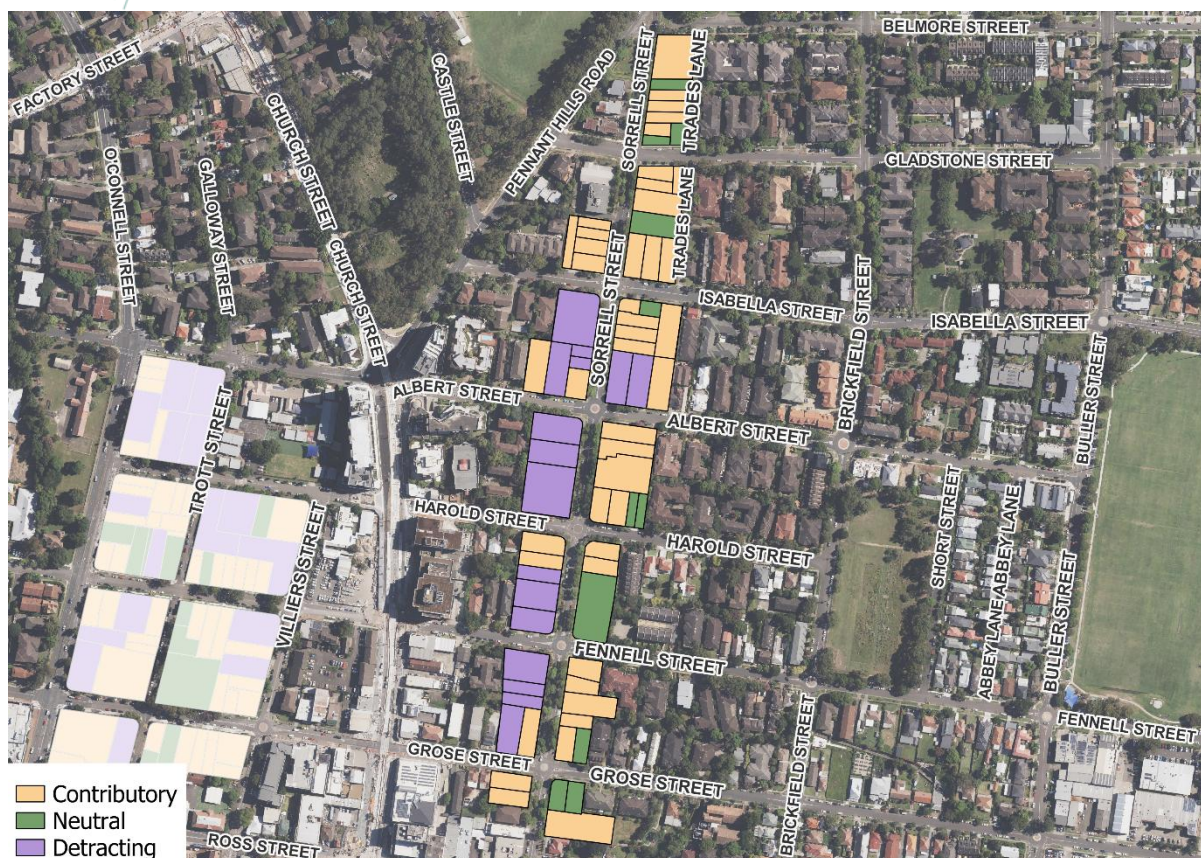 BELMORE STREET
FACTORY STREET
CASTLE STREET
PENNANT HILLS ROAD
SORRELL STREET
TRADES LANE
O'CONNELL STREET
GALLOWAY STREET
CHURCH STREET
CHURCH STREET
GLADSTONE STREET
TRADES LANE
SORRELL STREET
ISABELLA STREET
BRICKFIELD STREET
ISABELLA STREET
TROTT STREET
ALBERT STREET
ALBERT STREET
BULLER STREET
VILLIERS STREET
HAROLD STREET
HAROLD STREET
SHORT STREET
ABBEY LANE
ABBEY LANE
BULLER STREET
FENNELL STREET
FENNELL STREET
GROSE STREET
GROSE STREET
BRICKFIELD STREET
ROSS STREET
Contributory
Neutral
Detracting